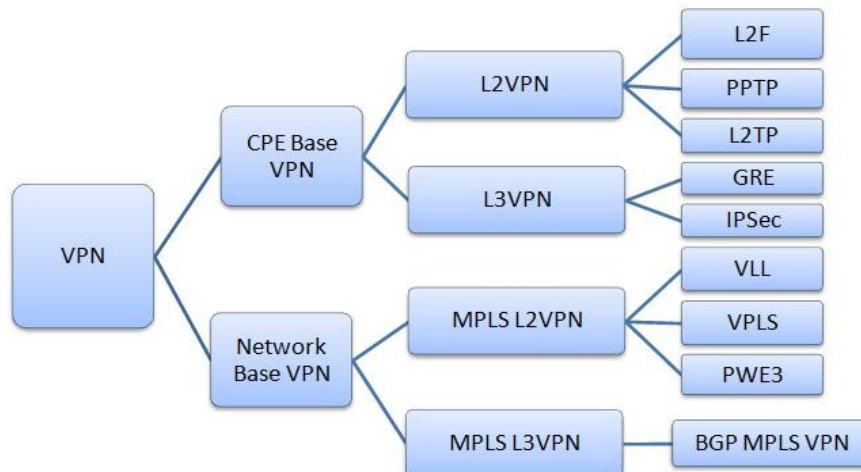 VPN
CPE Base
VPN
Network
Base VPN
L2VPN
L3VPN
MPLS L2VPN
MPLS L3VPN
L2F
PPTP
L2TP
GRE
IPSec
VLL
VPLS
PWE3
BGP MPLS VPN